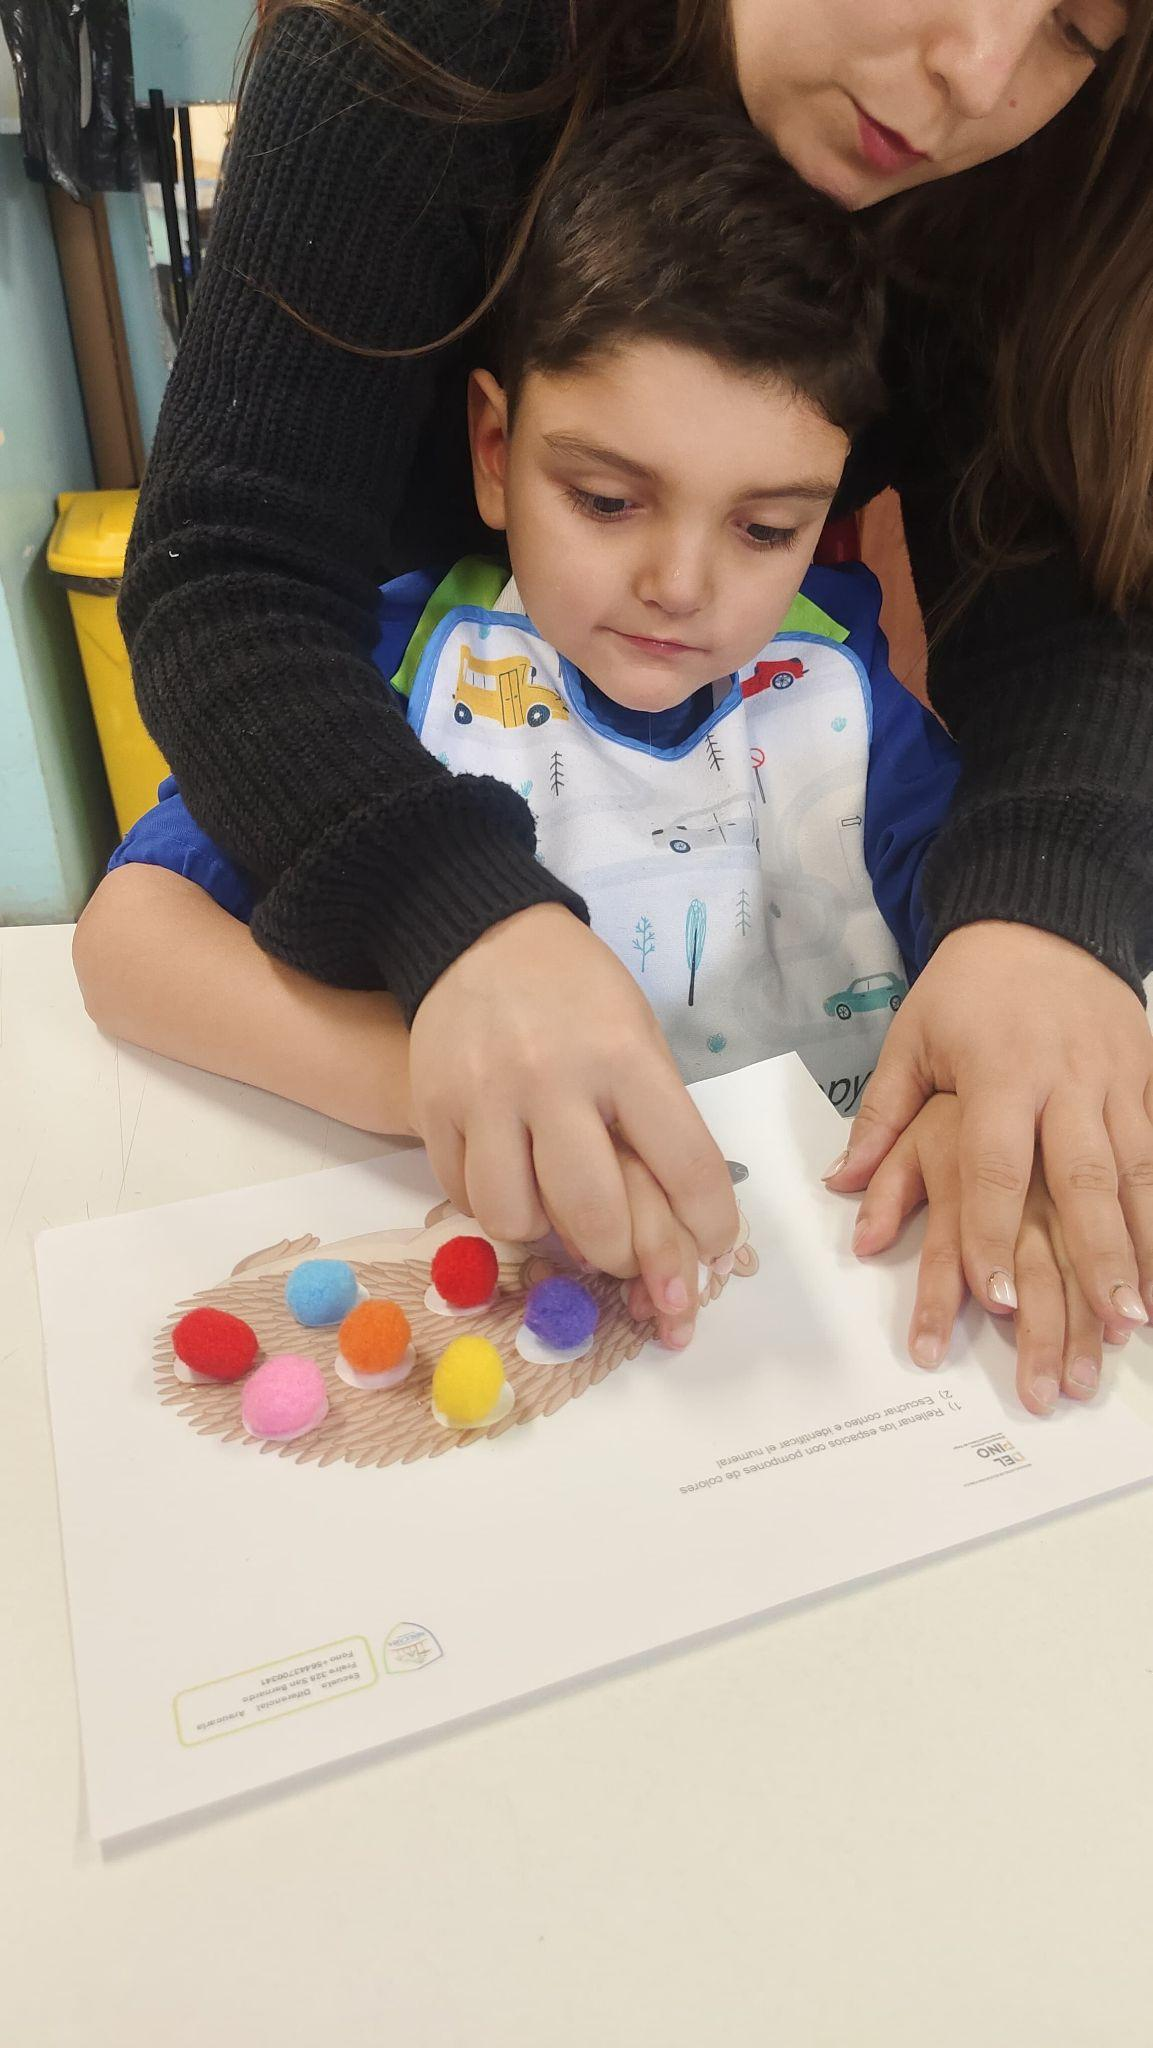 1) Rellenar los espacios con pompones de colores
2) Escuchar conteo e identificar el numeral
DEL
PINO
Escuela Diferencial Araucaria
Freire 328 San Bernardo
Fono +56443700341